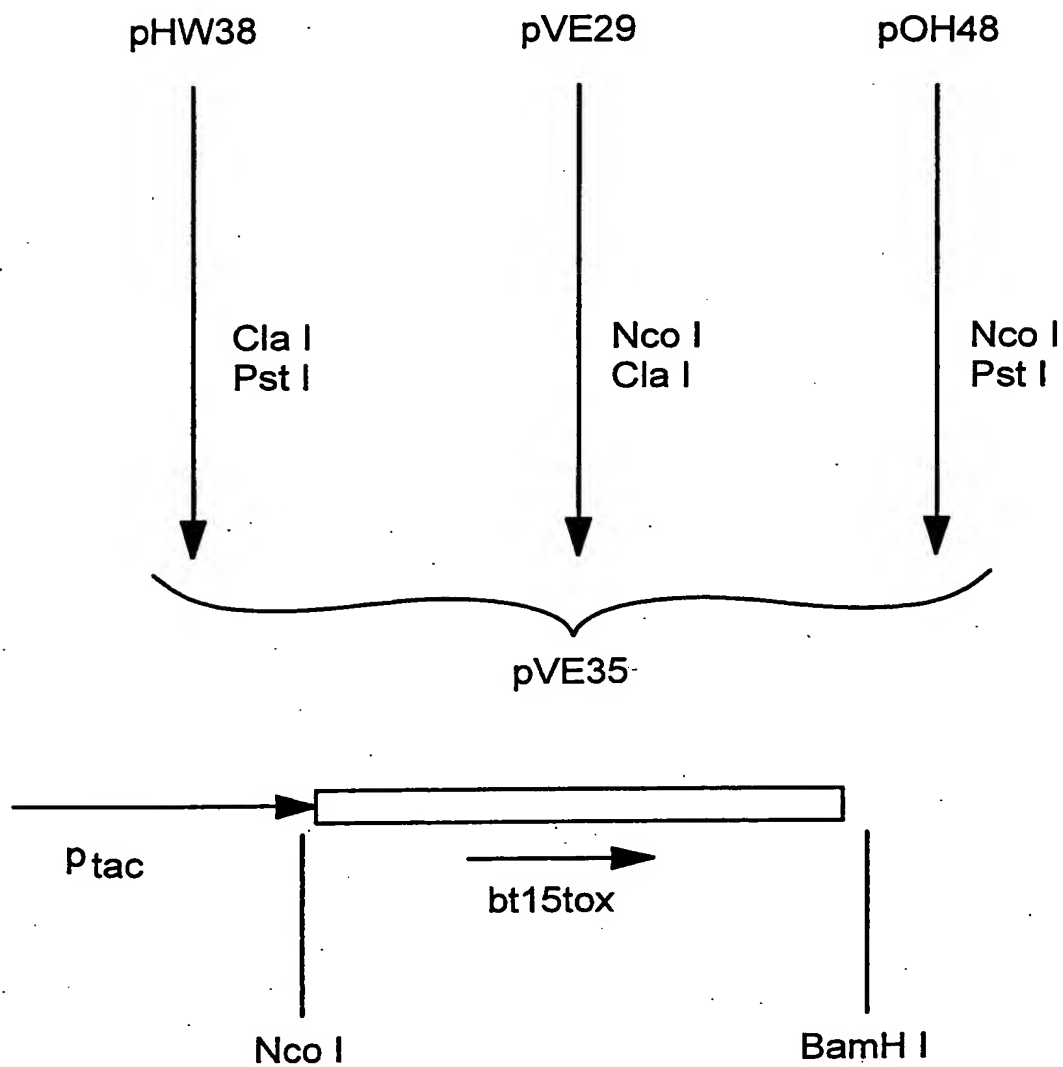 pHW38 pVE29 pOH48
Cla I Nco I Nco I
Pst I Cla I Pst I
pVE35
Ptac
bt15tox
Nco I BamH I